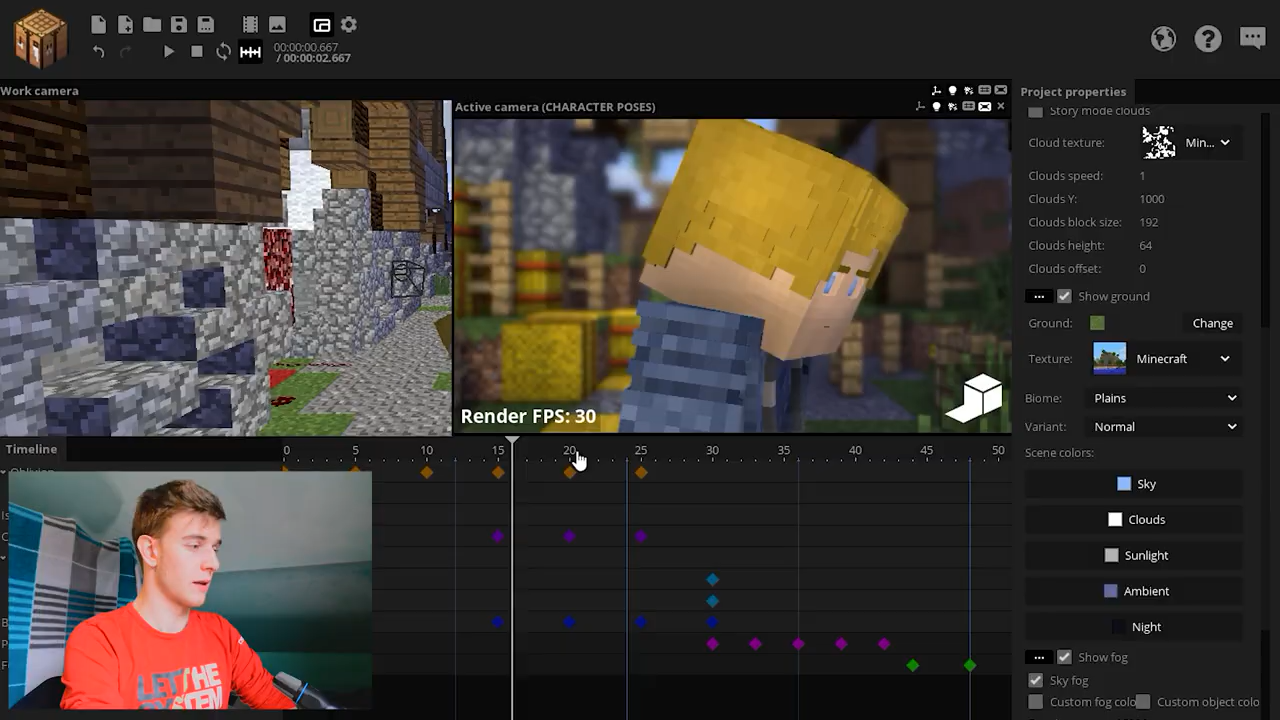 00:00:00.667
/ 00:00:02.667
Work camera
Active camera (CHARACTER POSES)
Render FPS: 30
Project properties
Story mode clouds
Cloud texture:
Min...
Clouds speed:
1
Clouds Y:
1000
Clouds block size:
192
Clouds height:
64
Clouds offset:
0
Show ground
Ground:
Change
Texture:
Minecraft
Biome:
Plains
Variant:
Normal
Scene colors:
Sky
Clouds
Sunlight
Ambient
Night
Show fog
Sky fog
Custom fog colo
Custom object colo
Timeline
0 5 10 15 20 25 30 35 40 45 50
LET THE
SYSTEM